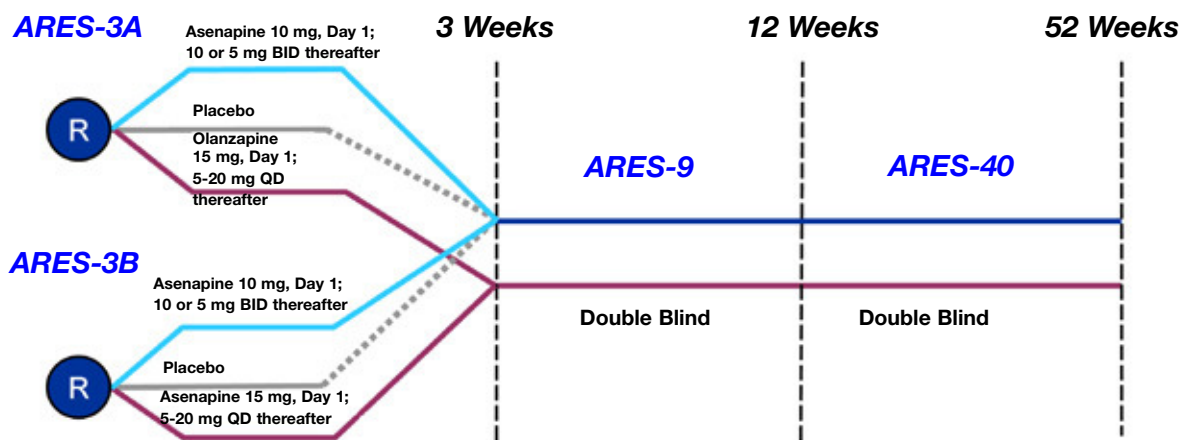 ARES-3A
Asenapine 10 mg, Day 1;
10 or 5 mg BID thereafter
3 Weeks
12 Weeks
52 Weeks
R
Placebo
Olanzapine
15 mg, Day 1;
5-20 mg QD
thereafter
ARES-9
ARES-40
ARES-3B
Asenapine 10 mg, Day 1;
10 or 5 mg BID thereafter
Double Blind
Double Blind
R
Placebo
Asenapine 15 mg, Day 1;
5-20 mg QD thereafter